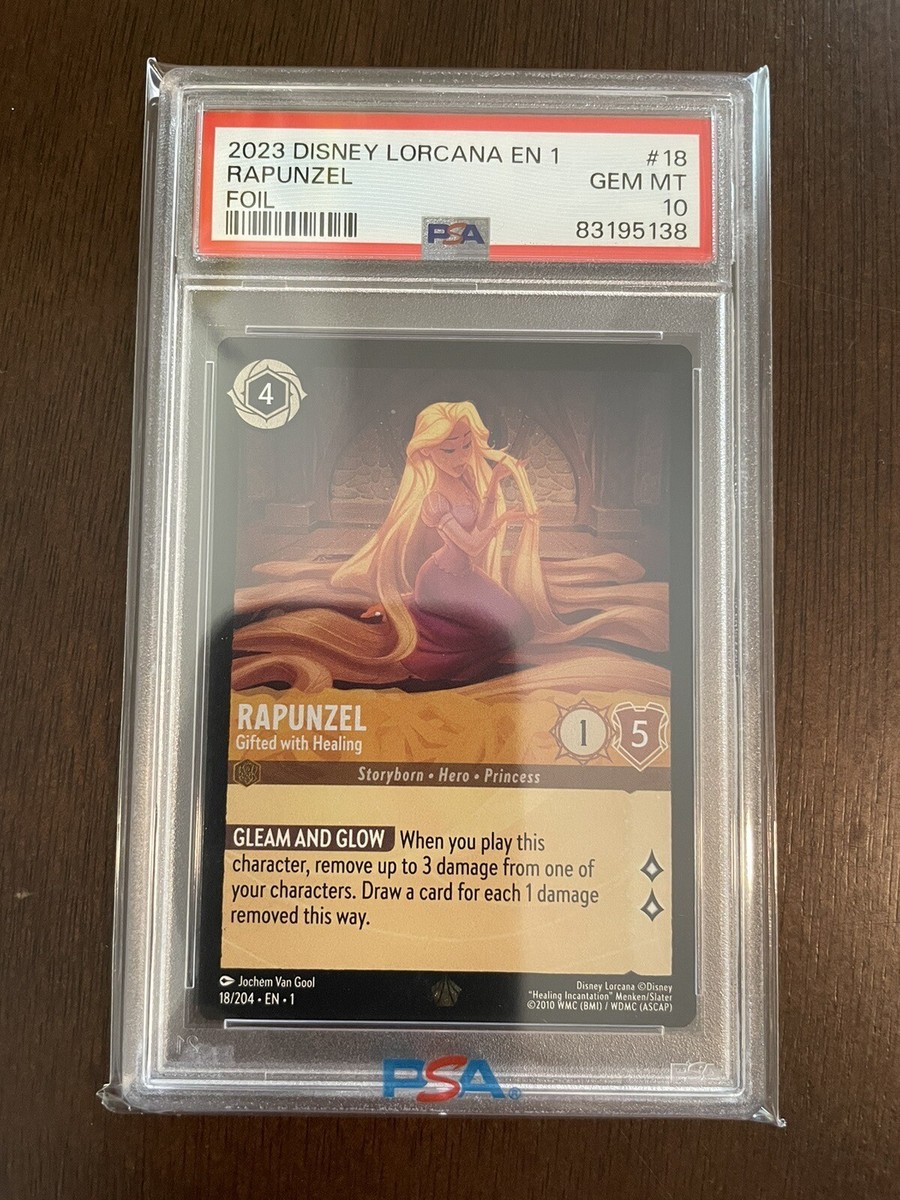 2023 DISNEY LORCANA EN 1
#18
RAPUNZEL
GEM MT
FOIL
10
PSA
83195138
4
RAPUNZEL
Gifted with Healing
1
5
Storyborn • Hero • Princess
GLEAM AND GLOW When you play this
character, remove up to 3 damage from one of
your characters. Draw a card for each 1 damage
removed this way.
Jochem Van Gool
18/204 • EN • 1
Disney Lorcana ©Disney
"Healing Incantation" Menken/Slater
©2010 WMC (BMI) / WDMC (ASCAP)
PSA®